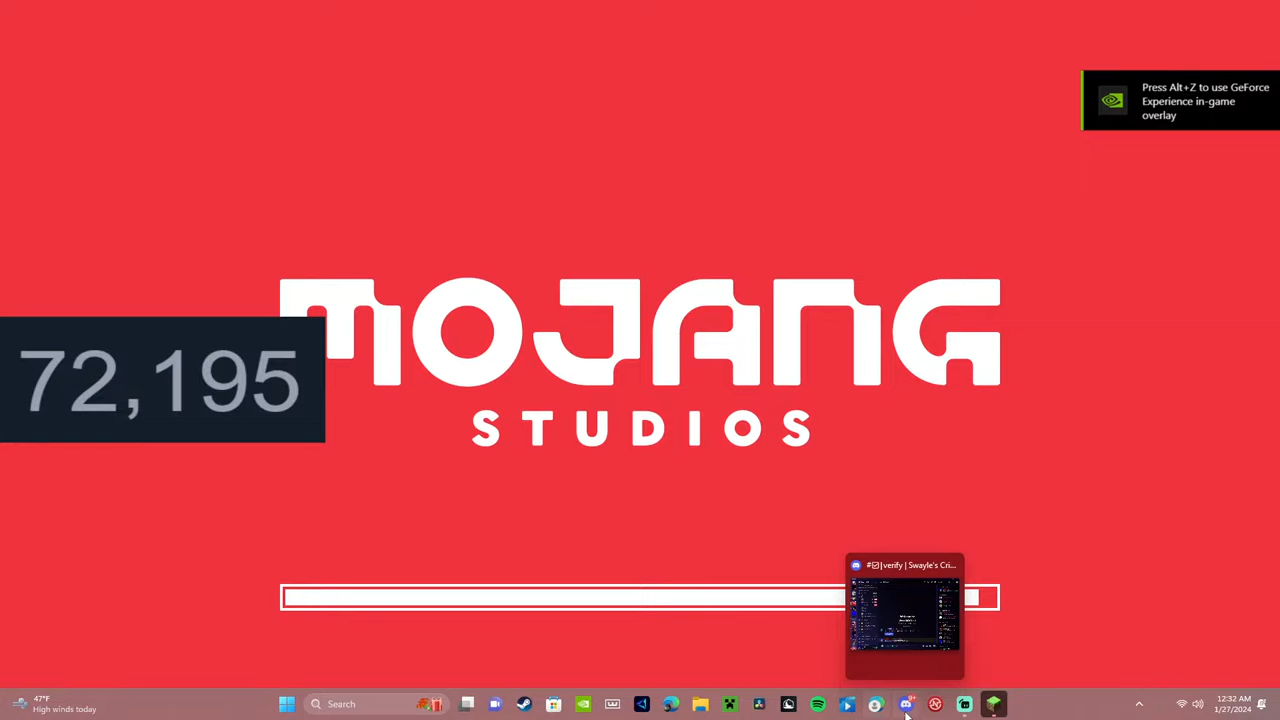 Press Alt+Z to use GeForce
Experience in-game
overlay
MOJANG
STUDIOS
72,195
#☑|verify | Swayle's Cri...
47°F
High winds today
Search
9+
12:32 AM
1/27/2024